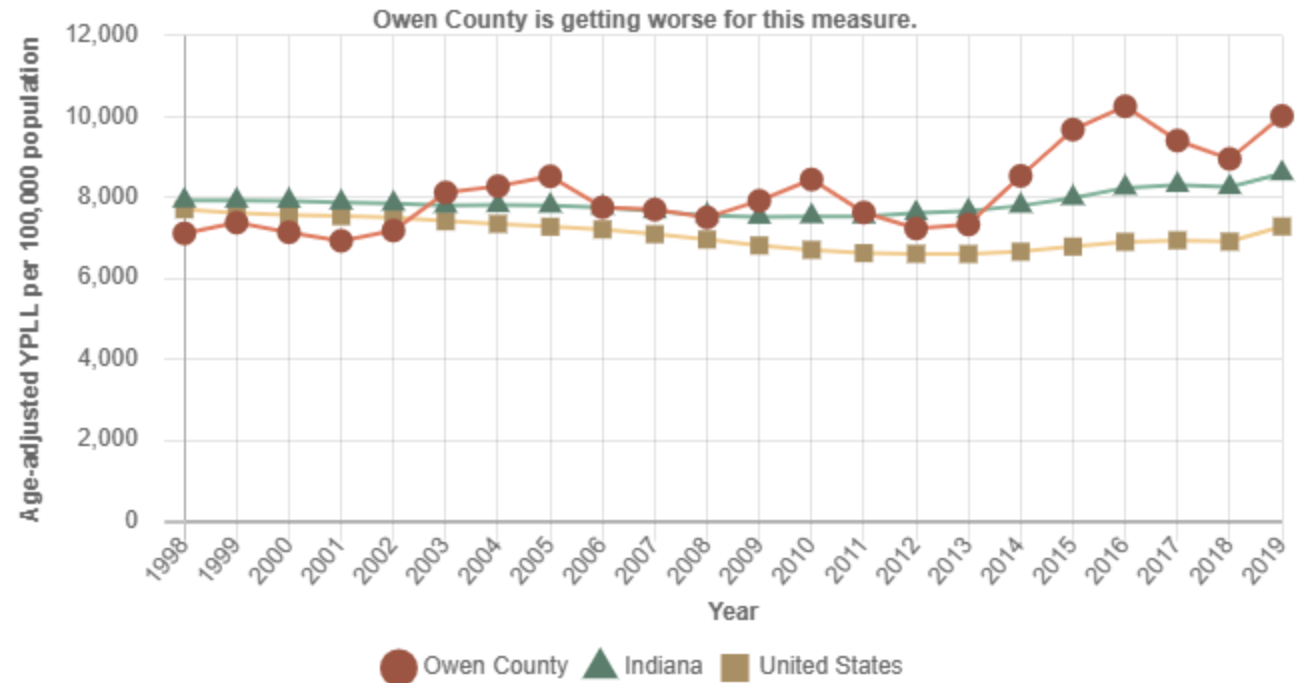 Owen County is getting worse for this measure.
Age-adjusted YPLL per 100,000 population
12,000
10,000
8,000
6,000
4,000
2,000
0
1998 1999 2000 2001 2002 2003 2004 2005 2006 2007 2008 2009 2010 2011 2012 2013 2014 2015 2016 2017 2018 2019
Year
Owen County Indiana United States